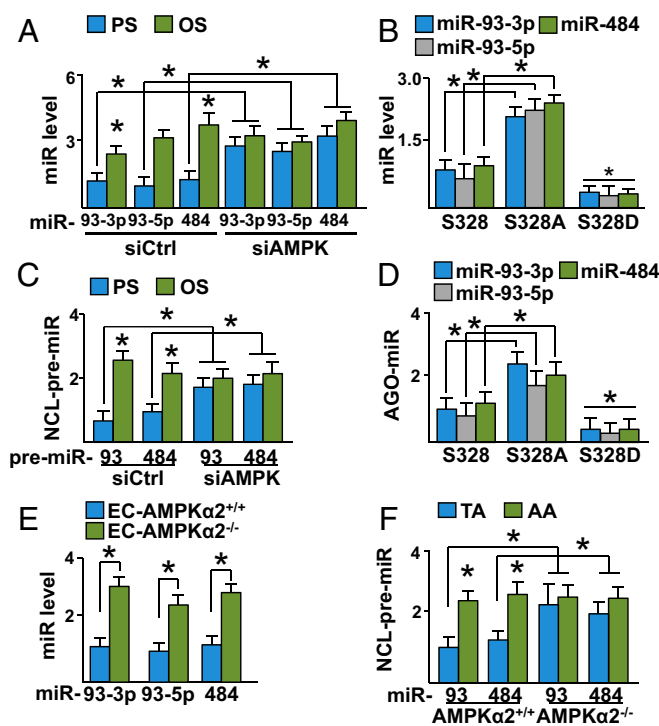 A
PS OS
miR level
6
3
0
* * * * *
miR- 93-3p 93-5p 484 93-3p 93-5p 484
siCtrl siAMPK
B
miR-93-3p miR-484
miR-93-5p
miR level
3.0
1.5
* * * *
S328 S328A S328D
C
PS OS
NCL-pre-miR
4
2
* * * *
pre-miR- 93 484 93 484
siCtrl siAMPK
D
miR-93-3p miR-484
miR-93-5p
AGO-miR
4
2
* * * *
S328 S328A S328D
E
EC-AMPKα2+/+
EC-AMPKα2-/-
miR level
4
2
* * *
miR- 93-3p 93-5p 484
F
TA AA
NCL-pre-miR
4
2
0
* * * *
miR- 93 484 93 484
AMPKα2+/+ AMPKα2-/-